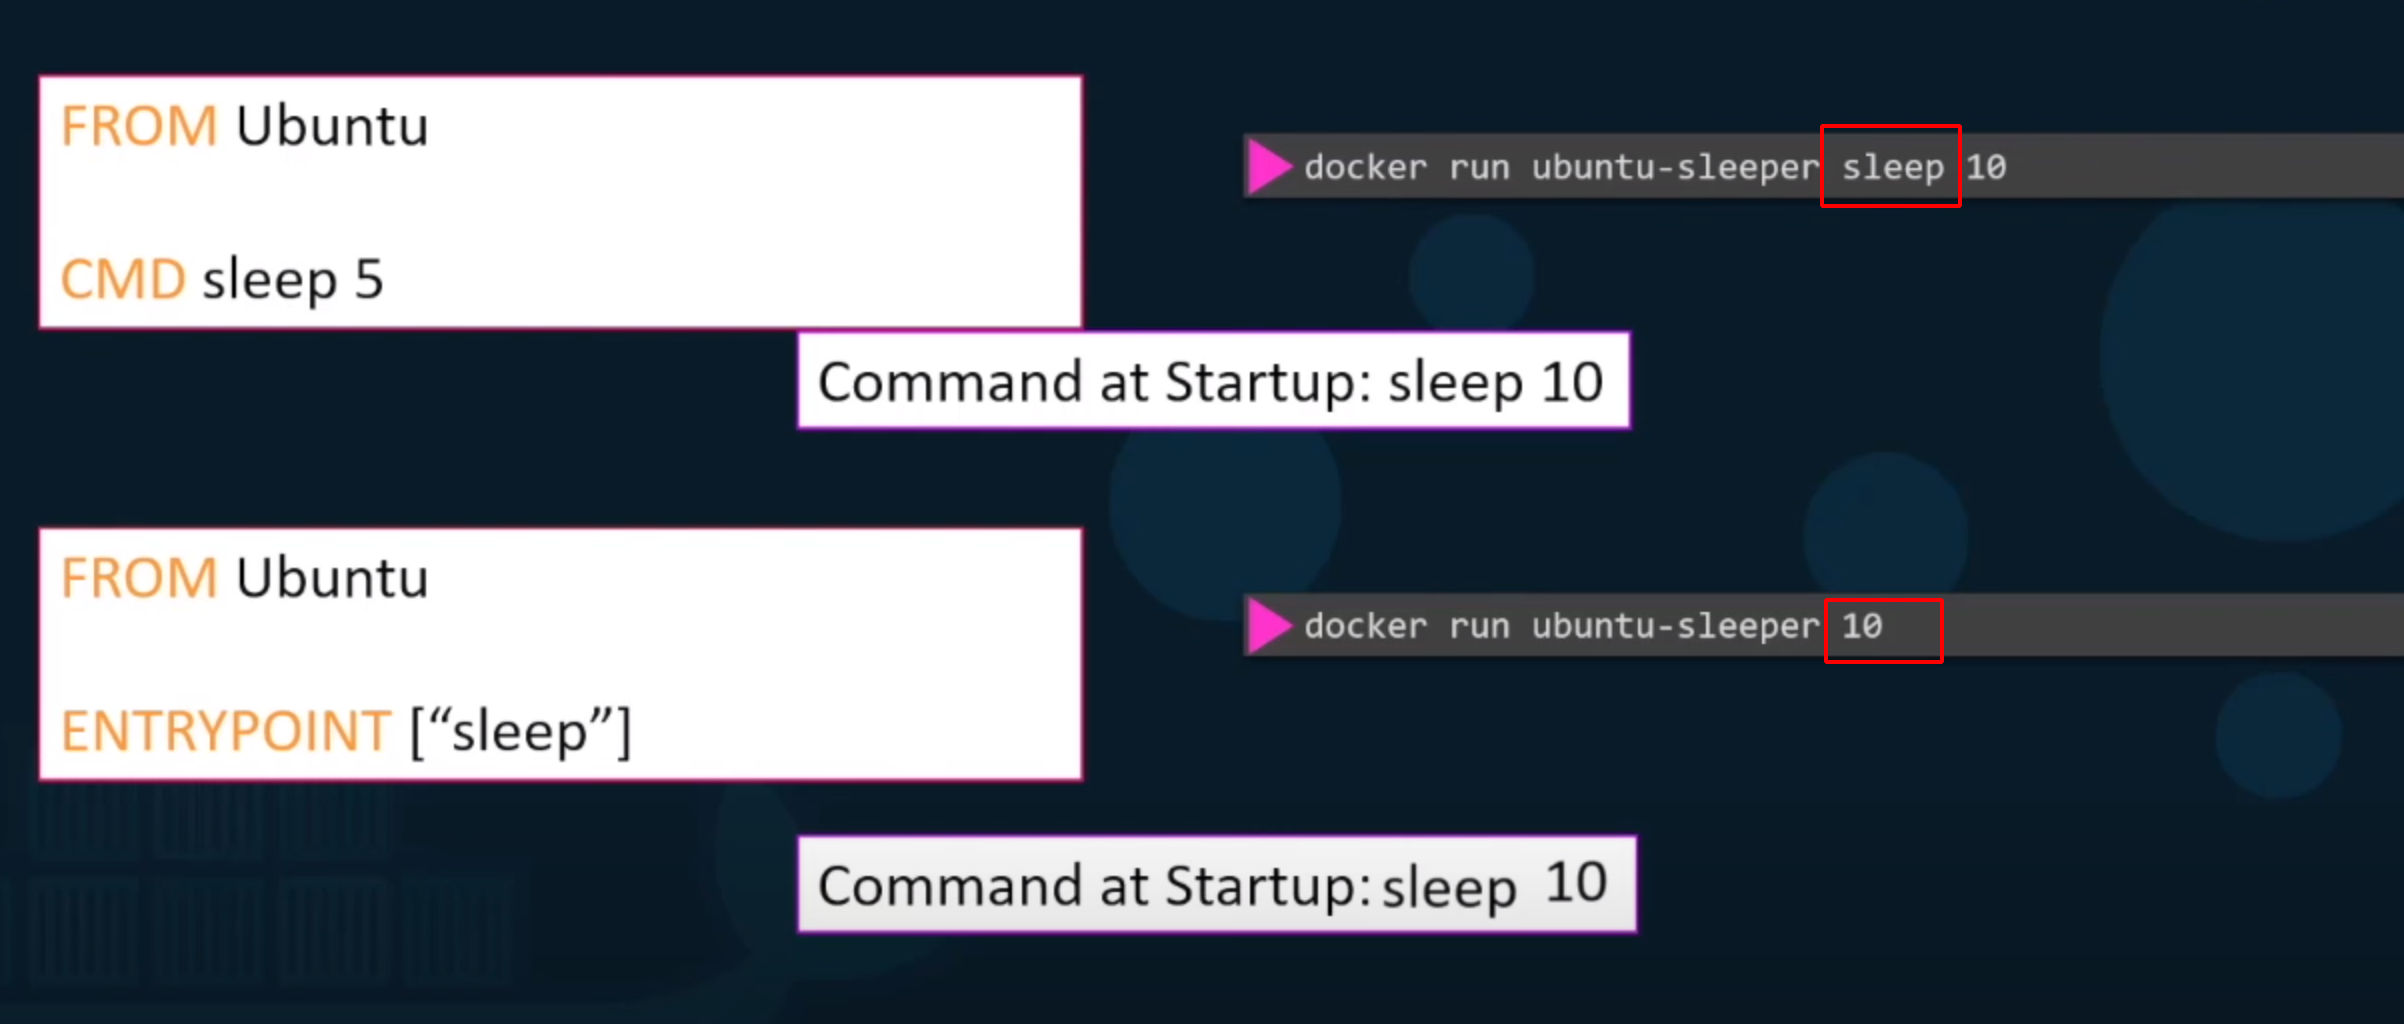 FROM Ubuntu
CMD sleep 5
docker run ubuntu-sleeper sleep 10
Command at Startup: sleep 10
FROM Ubuntu
ENTRYPOINT [“sleep”]
docker run ubuntu-sleeper 10
Command at Startup: sleep 10